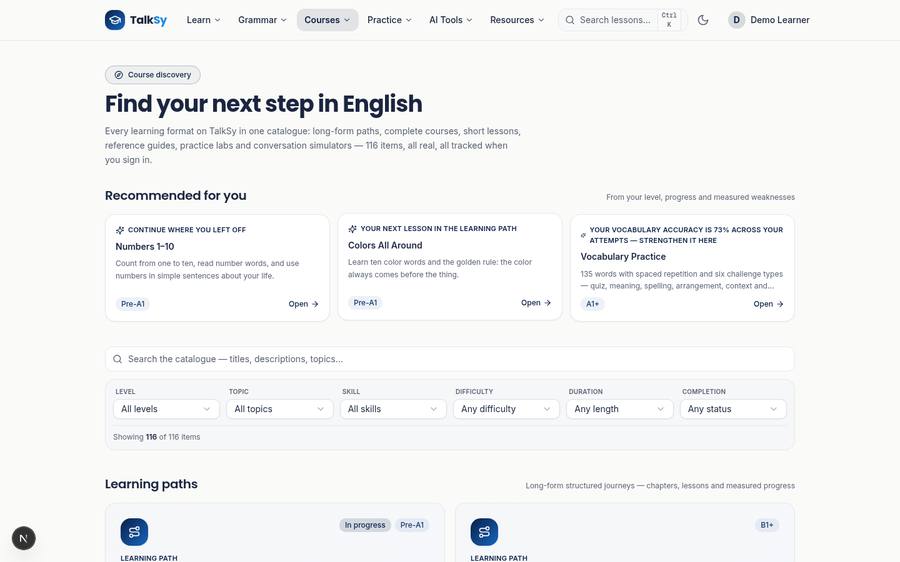 TalkSy
Learn
Grammar
Courses
Practice
AI Tools
Resources
Search lessons...
Ctrl K
D
Demo Learner
Course discovery
Find your next step in English
Every learning format on TalkSy in one catalogue: long-form paths, complete courses, short lessons,
reference guides, practice labs and conversation simulators — 116 items, all real, all tracked when
you sign in.
Recommended for you
From your level, progress and measured weaknesses
CONTINUE WHERE YOU LEFT OFF
Numbers 1–10
Count from one to ten, read number words, and use
numbers in simple sentences about your life.
Pre-A1
Open
YOUR NEXT LESSON IN THE LEARNING PATH
Colors All Around
Learn ten color words and the golden rule: the color
always comes before the thing.
Pre-A1
Open
YOUR VOCABULARY ACCURACY IS 73% ACROSS YOUR
ATTEMPTS — STRENGTHEN IT HERE
Vocabulary Practice
135 words with spaced repetition and six challenge types
— quiz, meaning, spelling, arrangement, context and...
A1+
Open
Search the catalogue — titles, descriptions, topics...
LEVEL
All levels
TOPIC
All topics
SKILL
All skills
DIFFICULTY
Any difficulty
DURATION
Any length
COMPLETION
Any status
Showing 116 of 116 items
Learning paths
Long-form structured journeys — chapters, lessons and measured progress
In progress
Pre-A1
LEARNING PATH
B1+
LEARNING PATH
N